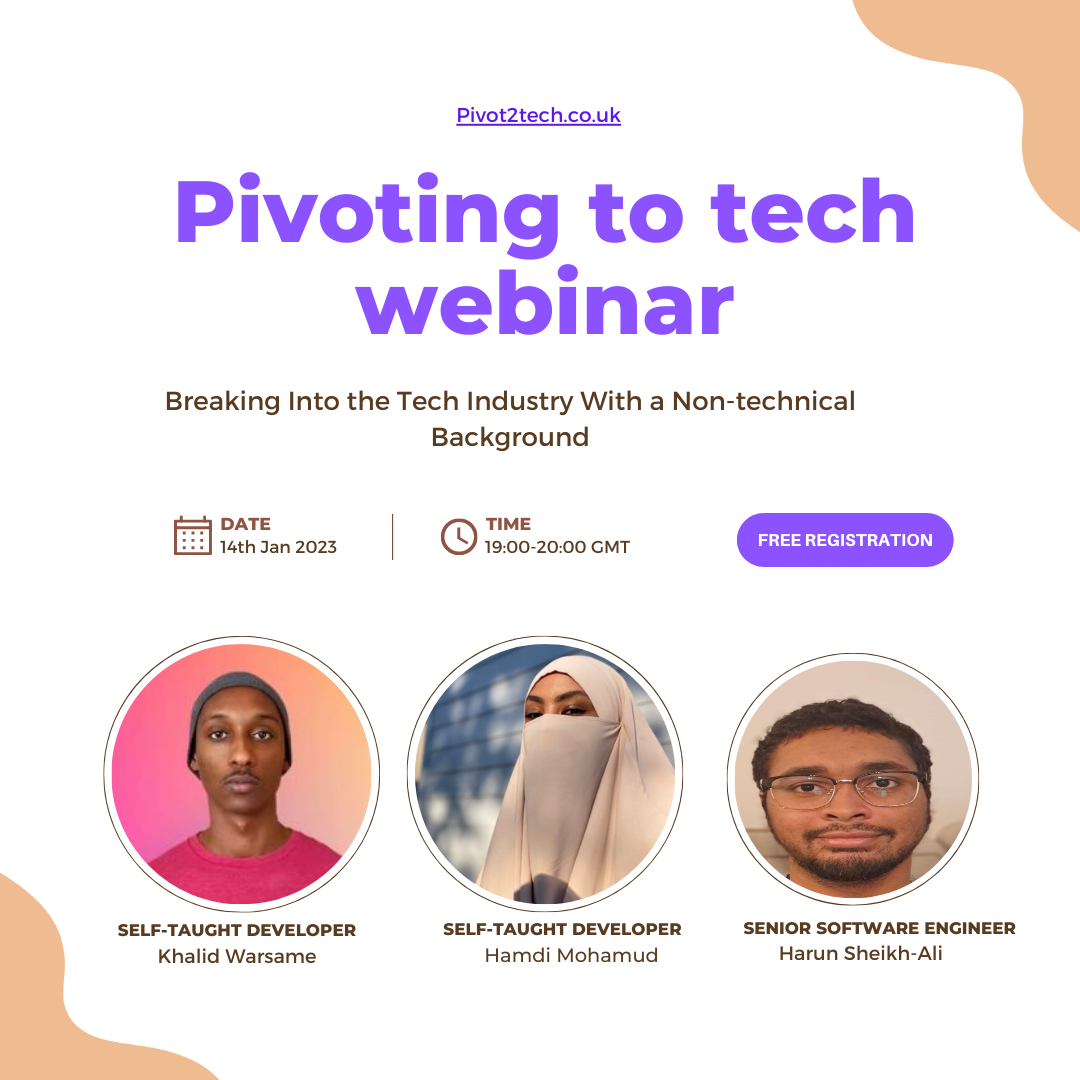 Pivot2tech.co.uk
Pivoting to tech
webinar
Breaking Into the Tech Industry With a Non-technical
Background
DATE
14th Jan 2023
TIME
19:00-20:00 GMT
FREE REGISTRATION
SELF-TAUGHT DEVELOPER
Khalid Warsame
SELF-TAUGHT DEVELOPER
Hamdi Mohamud
SENIOR SOFTWARE ENGINEER
Harun Sheikh-Ali